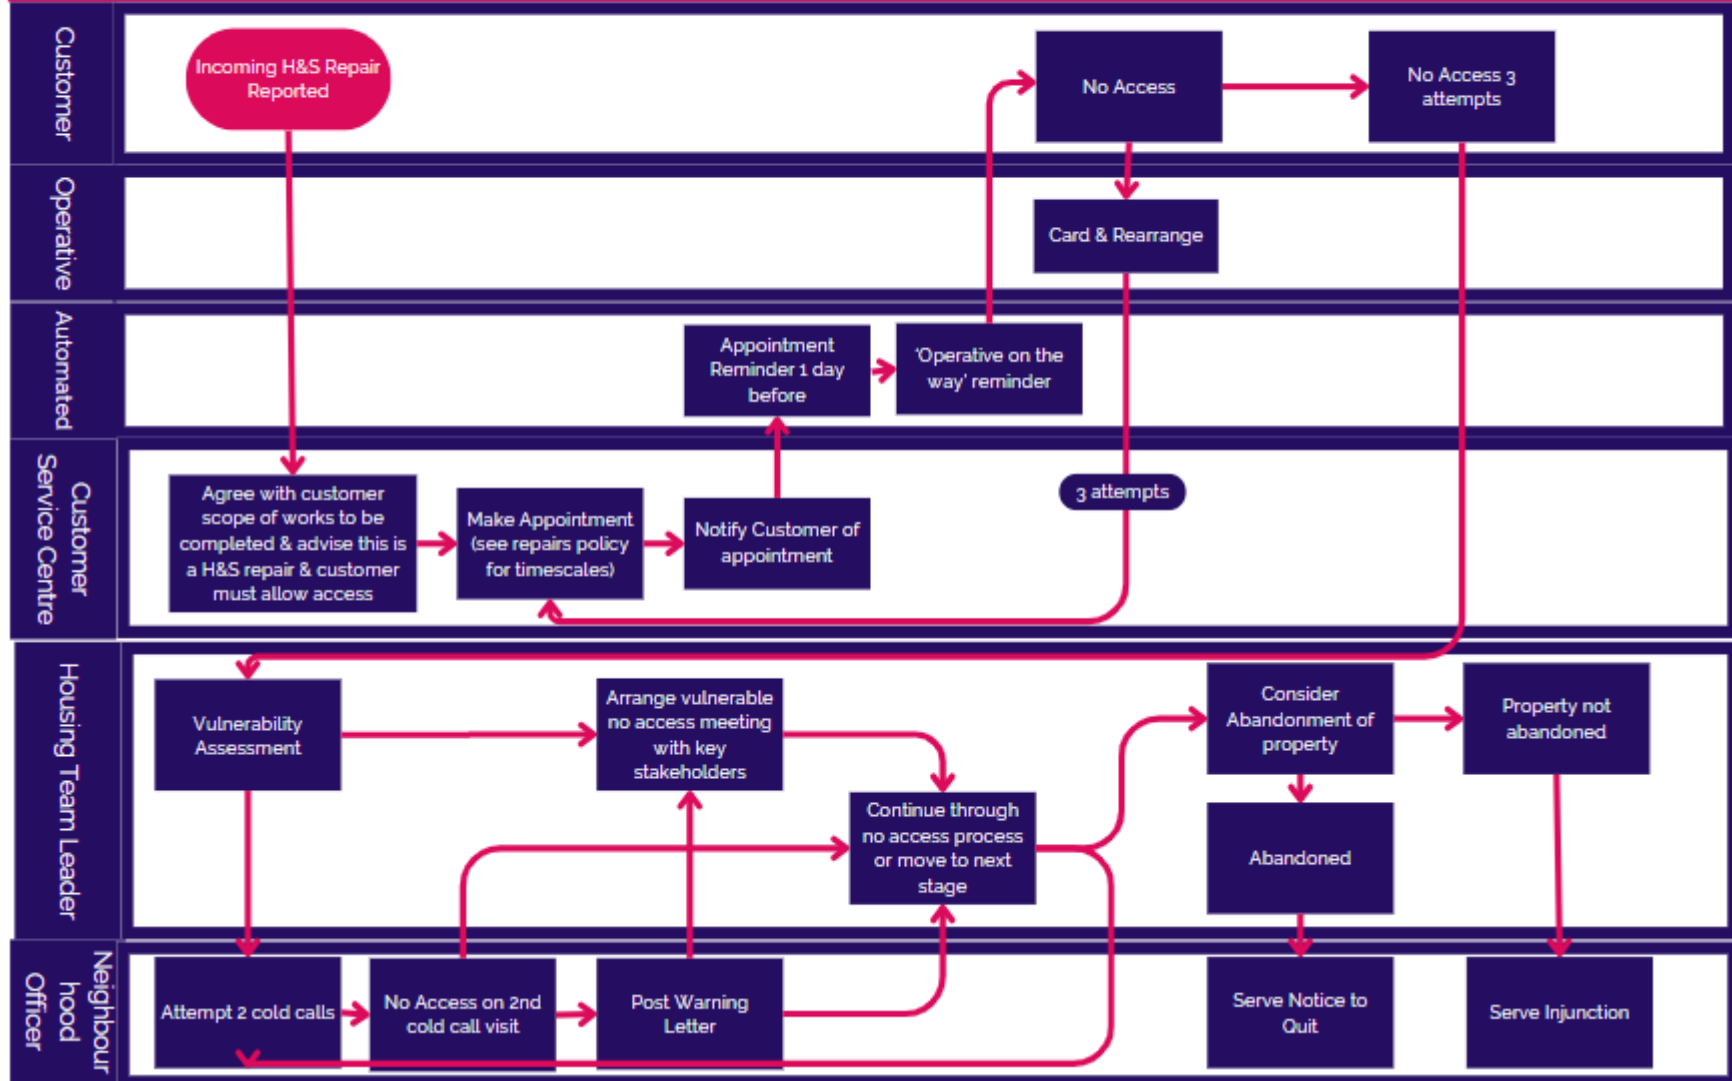 Customer
Incoming H&S Repair
Reported
No Access
No Access 3
attempts
Operative
Card & Rearrange
Automated
Appointment
Reminder 1 day
before
‘Operative on the
way’ reminder
Customer
Service Centre
Agree with customer
scope of works to be
completed & advise this is
a H&S repair & customer
must allow access
Make Appointment
(see repairs policy
for timescales)
Notify Customer of
appointment
3 attempts
Housing Team Leader
Vulnerability
Assessment
Arrange vulnerable
no access meeting
with key
stakeholders
Continue through
no access process
or move to next
stage
Consider
Abandonment of
property
Property not
abandoned
Abandoned
Neighbour
hood
Officer
Attempt 2 cold calls
No Access on 2nd
cold call visit
Post Warning
Letter
Serve Notice to
Quit
Serve Injunction